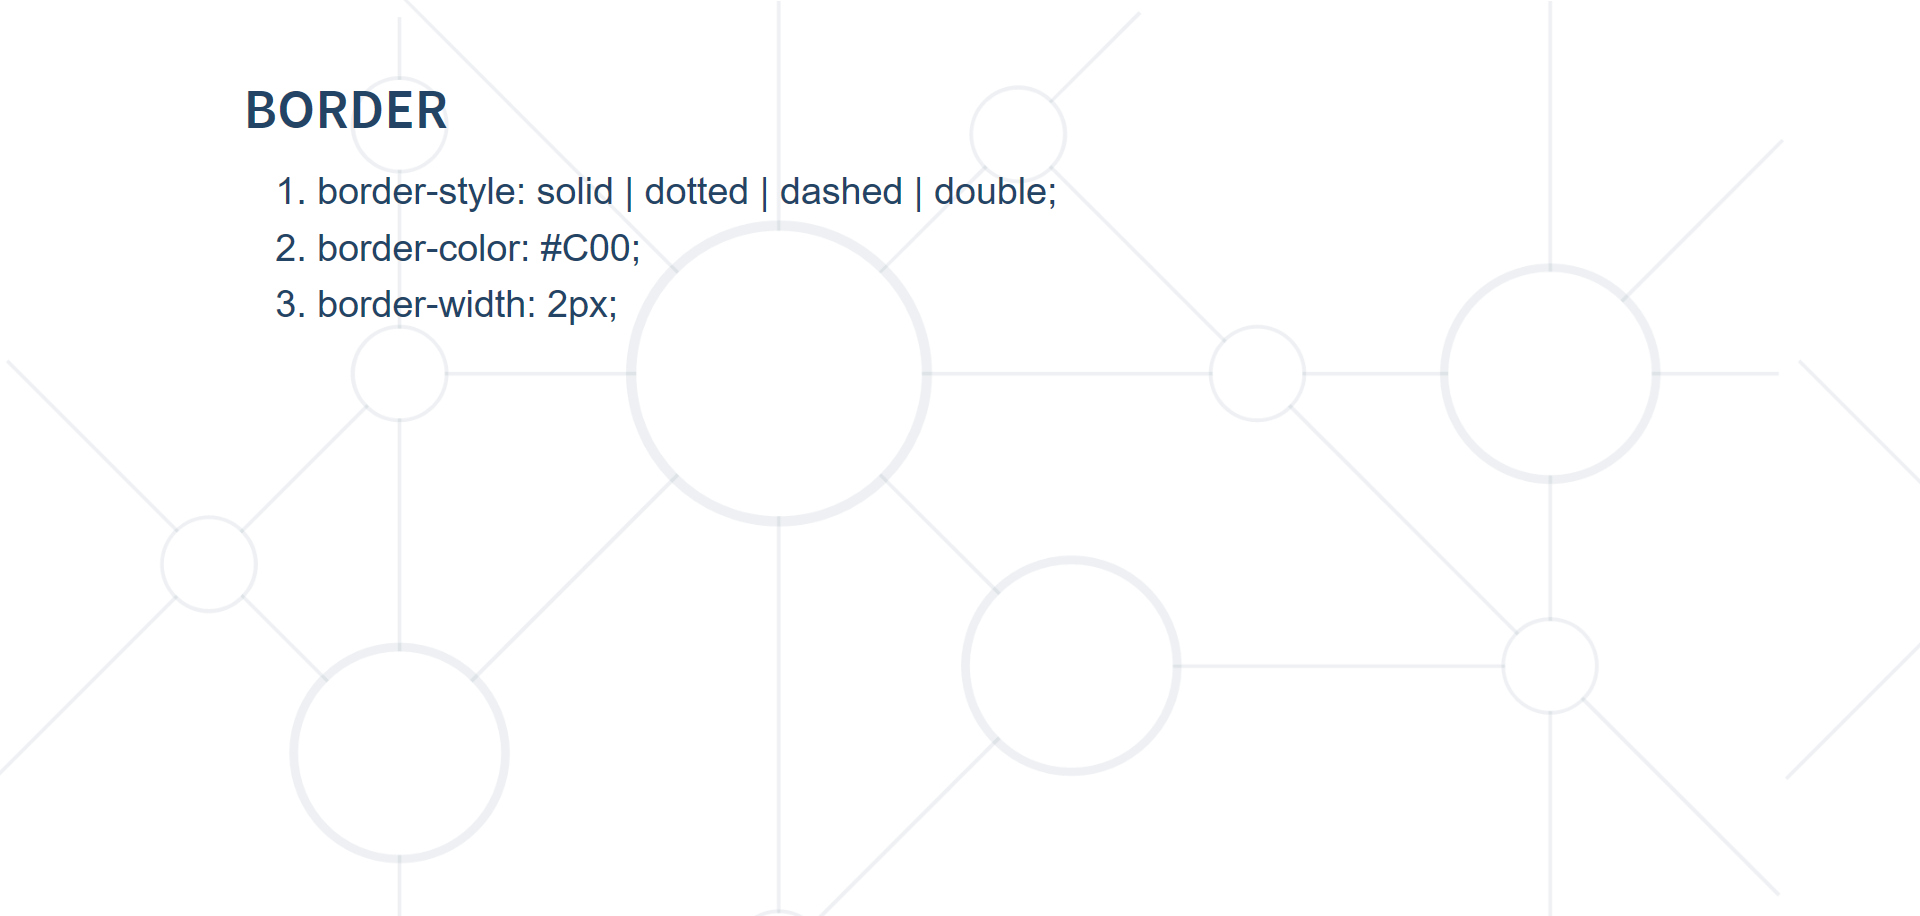 BORDER
1. border-style: solid | dotted | dashed | double;
2. border-color: #C00;
3. border-width: 2px;